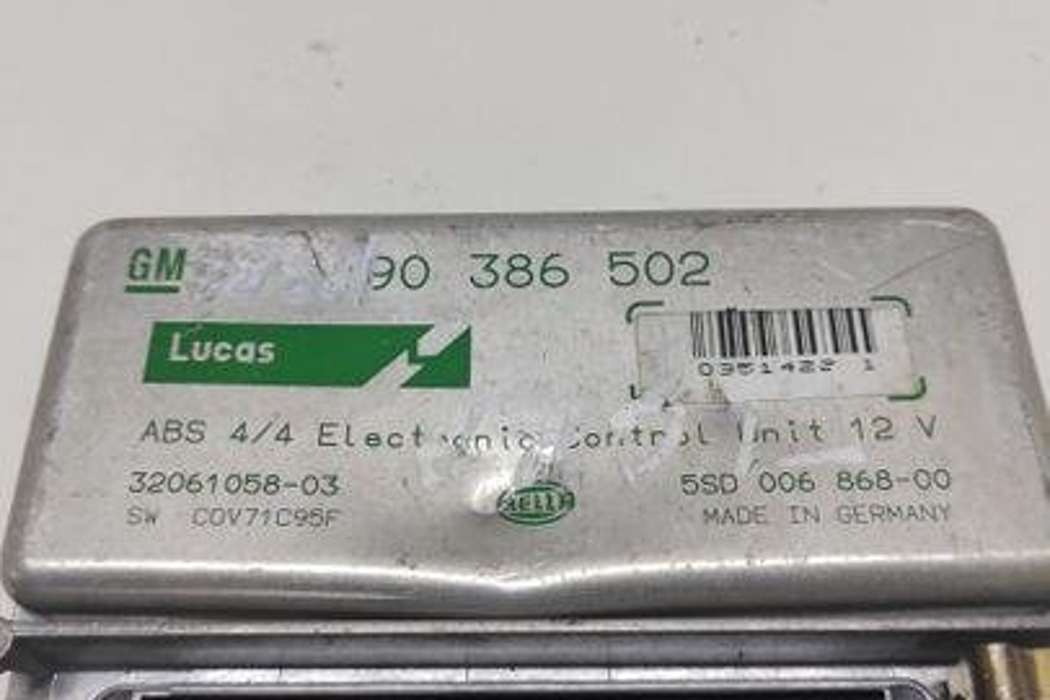 GM 90 386 502
Lucas
0351422 1
ABS 4/4 Electronic Control Unit 12 V
32061058-03 5SD 006 868-00
SW COV71C95F HELLA MADE IN GERMANY